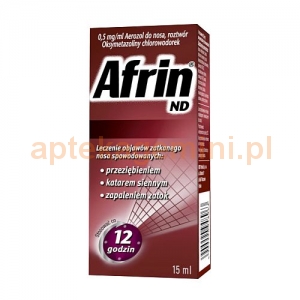 0,5 mg/ml Aerozol do nosa, roztwór
Oksymetazoliny chlorowodorek
Afrin®
ND
Leczenie objawów zatkanego
nosa spowodowanych:
• przeziębieniem
• katarem siennym
• zapaleniem zatok
12
godzin
15 ml